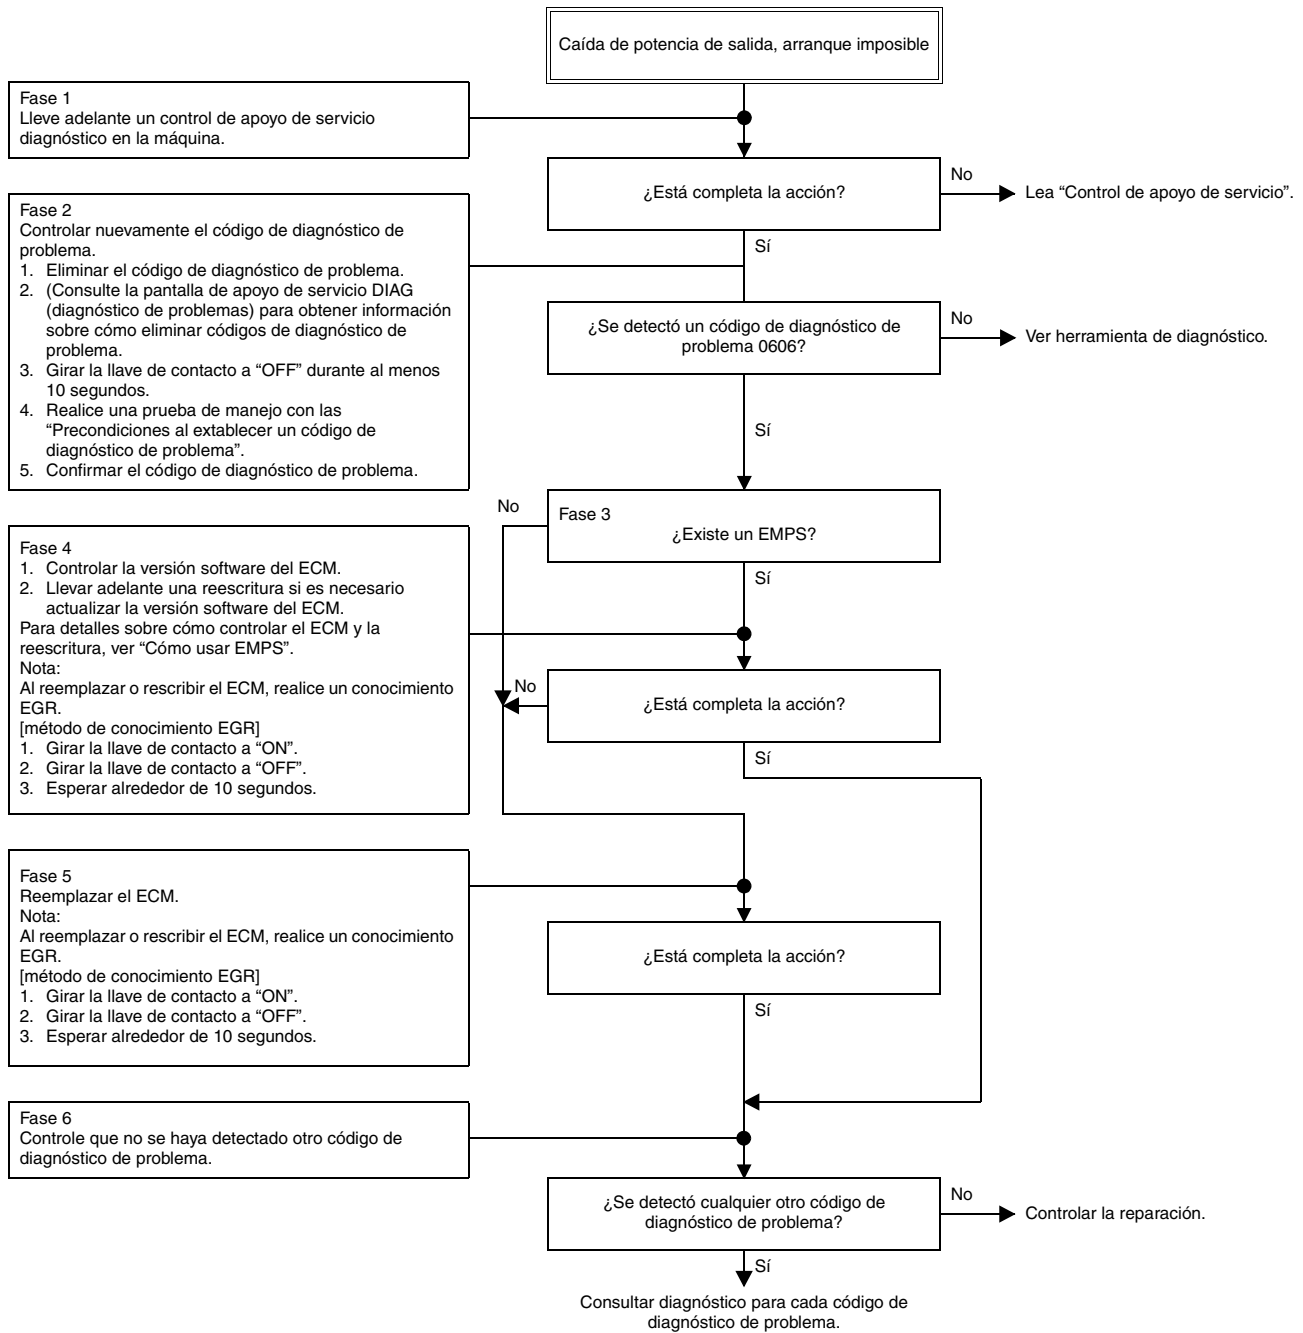 Caída de potencia de salida, arranque imposible
Fase 1
Lleve adelante un control de apoyo de servicio
diagnóstico en la máquina.
¿Está completa la acción?
No
Lea “Control de apoyo de servicio”.
Sí
Fase 2
Controlar nuevamente el código de diagnóstico de
problema.
1. Eliminar el código de diagnóstico de problema.
2. (Consulte la pantalla de apoyo de servicio DIAG
(diagnóstico de problemas) para obtener información
sobre cómo eliminar códigos de diagnóstico de
problema.
3. Girar la llave de contacto a “OFF” durante al menos
10 segundos.
4. Realice una prueba de manejo con las
“Precondiciones al establecer un código de
diagnóstico de problema”.
5. Confirmar el código de diagnóstico de problema.
¿Se detectó un código de diagnóstico de
problema 0606?
No
Ver herramienta de diagnóstico.
Sí
No
Fase 3
¿Existe un EMPS?
Sí
Fase 4
1. Controlar la versión software del ECM.
2. Llevar adelante una reescritura si es necesario
actualizar la versión software del ECM.
Para detalles sobre cómo controlar el ECM y la
reescritura, ver “Cómo usar EMPS”.
Nota:
Al reemplazar o rescribir el ECM, realice un conocimiento
EGR.
[método de conocimiento EGR]
1. Girar la llave de contacto a “ON”.
2. Girar la llave de contacto a “OFF”.
3. Esperar alrededor de 10 segundos.
No
¿Está completa la acción?
Sí
Fase 5
Reemplazar el ECM.
Nota:
Al reemplazar o rescribir el ECM, realice un conocimiento
EGR.
[método de conocimiento EGR]
1. Girar la llave de contacto a “ON”.
2. Girar la llave de contacto a “OFF”.
3. Esperar alrededor de 10 segundos.
¿Está completa la acción?
Sí
Fase 6
Controle que no se haya detectado otro código de
diagnóstico de problema.
¿Se detectó cualquier otro código de
diagnóstico de problema?
No
Controlar la reparación.
Sí
Consultar diagnóstico para cada código de
diagnóstico de problema.